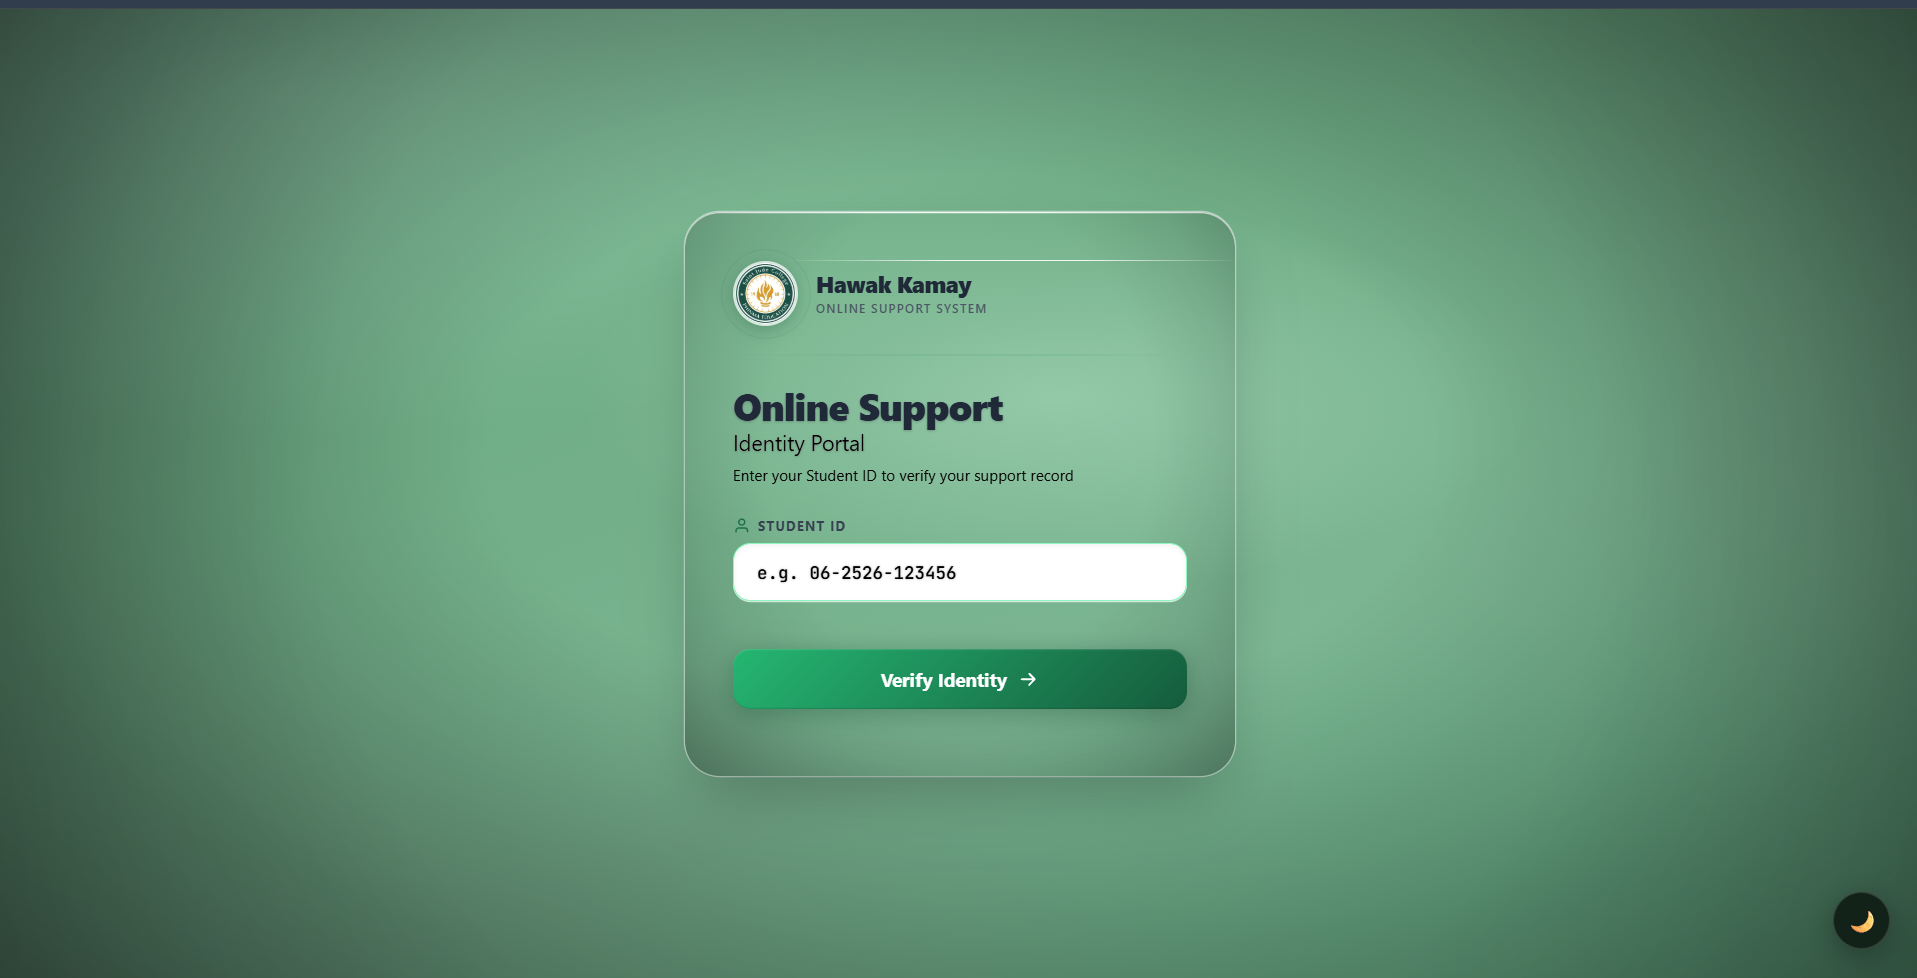 Hawak Kamay
ONLINE SUPPORT SYSTEM
Online Support
Identity Portal
Enter your Student ID to verify your support record
STUDENT ID
e.g. 06-2526-123456
Verify Identity →